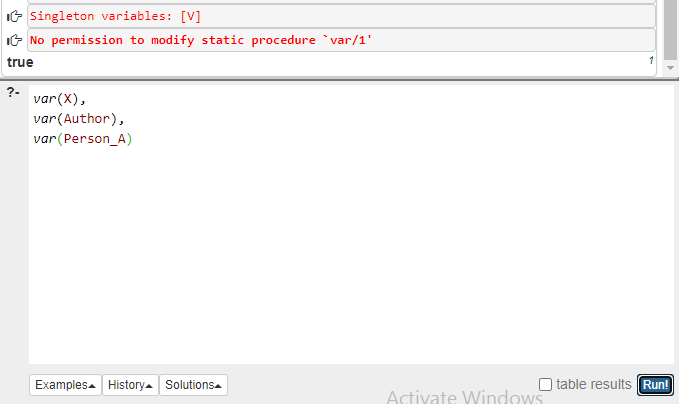 Singleton variables: [V]
No permission to modify static procedure `var/1'
true
1
?-
var(X),
var(Author),
var(Person_A)
Examples History Solutions table results Run!
Activate Windows